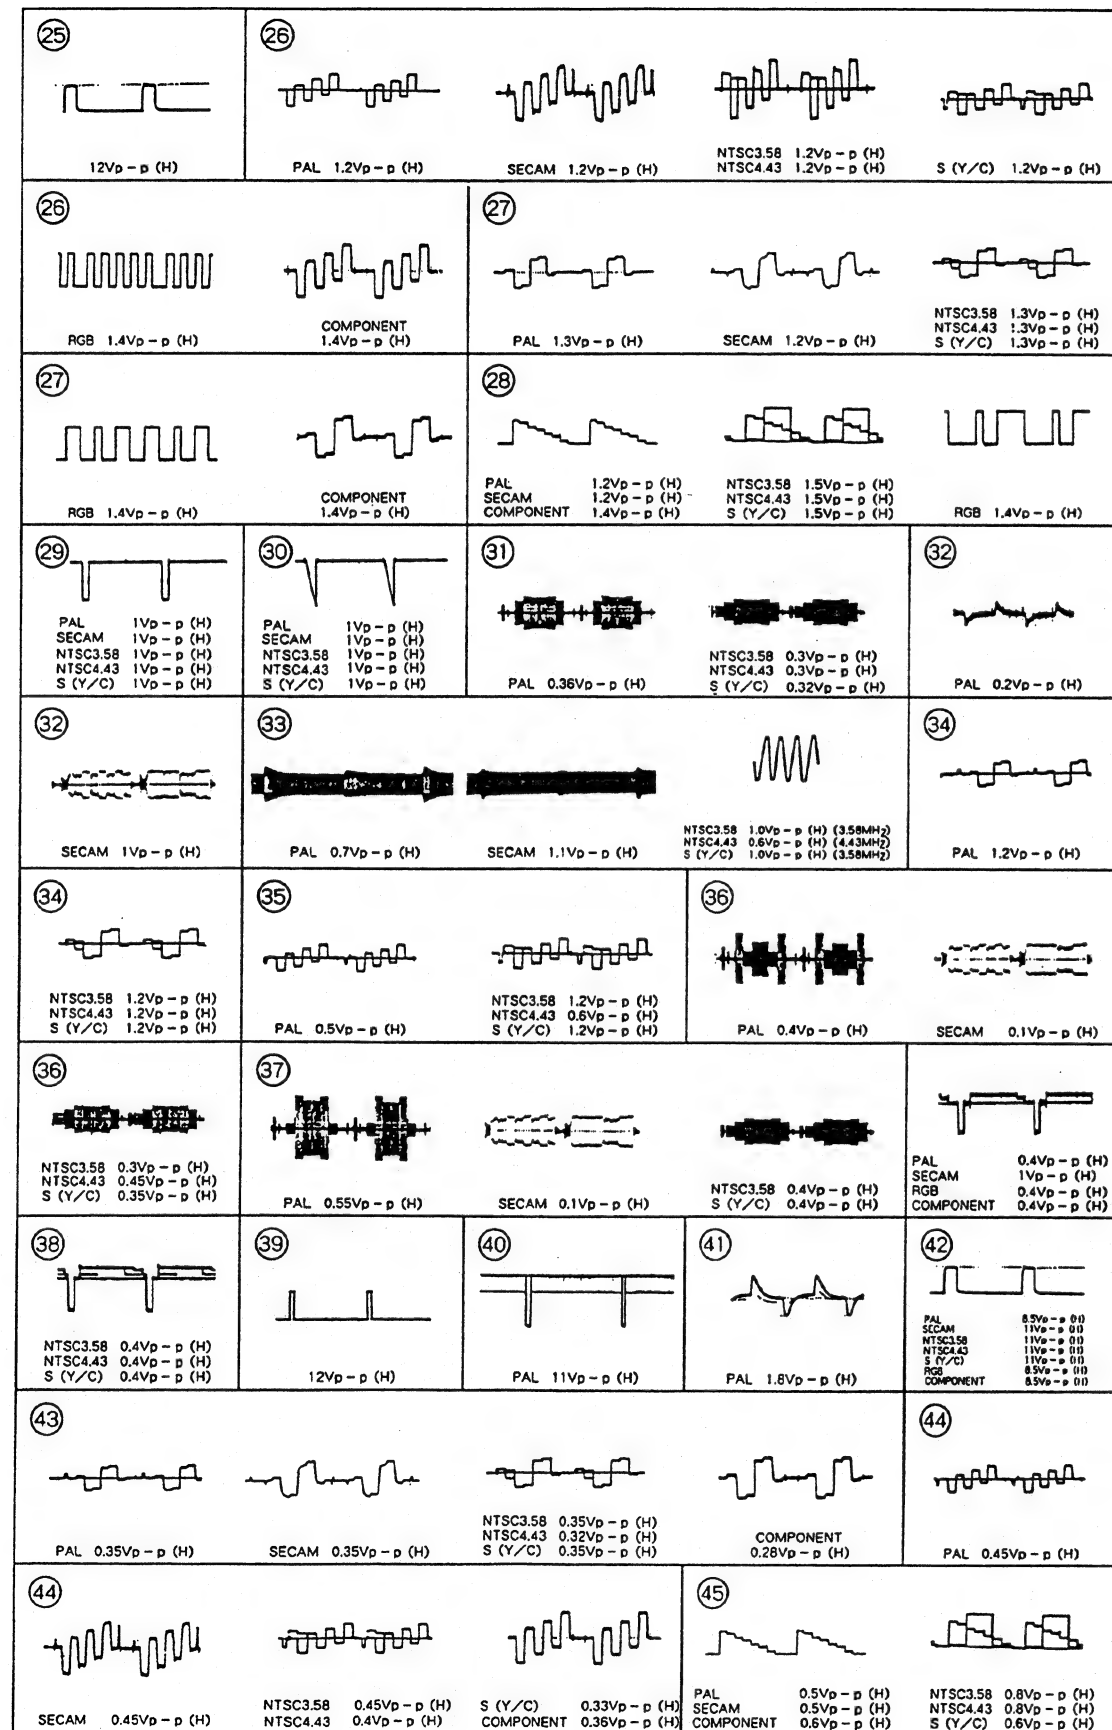 25
12Vp-p (H)
26
PAL 1.2Vp-p (H)
SECAM 1.2Vp-p (H)
NTSC3.58 1.2Vp-p (H)
NTSC4.43 1.2Vp-p (H)
S (Y/C) 1.2Vp-p (H)
26
RGB 1.4Vp-p (H)
COMPONENT
1.4Vp-p (H)
27
PAL 1.3Vp-p (H)
SECAM 1.2Vp-p (H)
NTSC3.58 1.3Vp-p (H)
NTSC4.43 1.3Vp-p (H)
S (Y/C) 1.3Vp-p (H)
27
RGB 1.4Vp-p (H)
COMPONENT
1.4Vp-p (H)
28
PAL 1.2Vp-p (H)
SECAM 1.2Vp-p (H)
COMPONENT 1.4Vp-p (H)
NTSC3.58 1.5Vp-p (H)
NTSC4.43 1.5Vp-p (H)
S (Y/C) 1.5Vp-p (H)
RGB 1.4Vp-p (H)
29
PAL 1Vp-p (H)
SECAM 1Vp-p (H)
NTSC3.58 1Vp-p (H)
NTSC4.43 1Vp-p (H)
S (Y/C) 1Vp-p (H)
30
PAL 1Vp-p (H)
SECAM 1Vp-p (H)
NTSC3.58 1Vp-p (H)
NTSC4.43 1Vp-p (H)
S (Y/C) 1Vp-p (H)
31
PAL 0.36Vp-p (H)
NTSC3.58 0.3Vp-p (H)
NTSC4.43 0.3Vp-p (H)
S (Y/C) 0.32Vp-p (H)
32
PAL 0.2Vp-p (H)
32
SECAM 1Vp-p (H)
33
PAL 0.7Vp-p (H)
SECAM 1.1Vp-p (H)
NTSC3.58 1.0Vp-p (H) (3.58MHz)
NTSC4.43 0.6Vp-p (H) (4.43MHz)
S (Y/C) 1.0Vp-p (H) (3.58MHz)
34
PAL 1.2Vp-p (H)
34
NTSC3.58 1.2Vp-p (H)
NTSC4.43 1.2Vp-p (H)
S (Y/C) 1.2Vp-p (H)
35
PAL 0.5Vp-p (H)
NTSC3.58 1.2Vp-p (H)
NTSC4.43 0.6Vp-p (H)
S (Y/C) 1.2Vp-p (H)
36
PAL 0.4Vp-p (H)
SECAM 0.1Vp-p (H)
36
NTSC3.58 0.3Vp-p (H)
NTSC4.43 0.45Vp-p (H)
S (Y/C) 0.35Vp-p (H)
37
PAL 0.55Vp-p (H)
SECAM 0.1Vp-p (H)
NTSC3.58 0.4Vp-p (H)
S (Y/C) 0.4Vp-p (H)
PAL 0.4Vp-p (H)
SECAM 1Vp-p (H)
RGB 0.4Vp-p (H)
COMPONENT 0.4Vp-p (H)
38
NTSC3.58 0.4Vp-p (H)
NTSC4.43 0.4Vp-p (H)
S (Y/C) 0.4Vp-p (H)
39
12Vp-p (H)
40
PAL 11Vp-p (H)
41
PAL 1.8Vp-p (H)
42
PAL 8.5Vp-p (H)
SECAM 11Vp-p (H)
NTSC3.58 11Vp-p (H)
NTSC4.43 11Vp-p (H)
S (Y/C) 11Vp-p (H)
RGB 8.5Vp-p (H)
COMPONENT 8.5Vp-p (H)
43
PAL 0.35Vp-p (H)
SECAM 0.35Vp-p (H)
NTSC3.58 0.35Vp-p (H)
NTSC4.43 0.32Vp-p (H)
S (Y/C) 0.35Vp-p (H)
COMPONENT
0.28Vp-p (H)
44
PAL 0.45Vp-p (H)
44
SECAM 0.45Vp-p (H)
NTSC3.58 0.45Vp-p (H)
NTSC4.43 0.4Vp-p (H)
S (Y/C) 0.33Vp-p (H)
COMPONENT 0.36Vp-p (H)
45
PAL 0.5Vp-p (H)
SECAM 0.5Vp-p (H)
COMPONENT 0.6Vp-p (H)
NTSC3.58 0.8Vp-p (H)
NTSC4.43 0.8Vp-p (H)
S (Y/C) 0.6Vp-p (H)